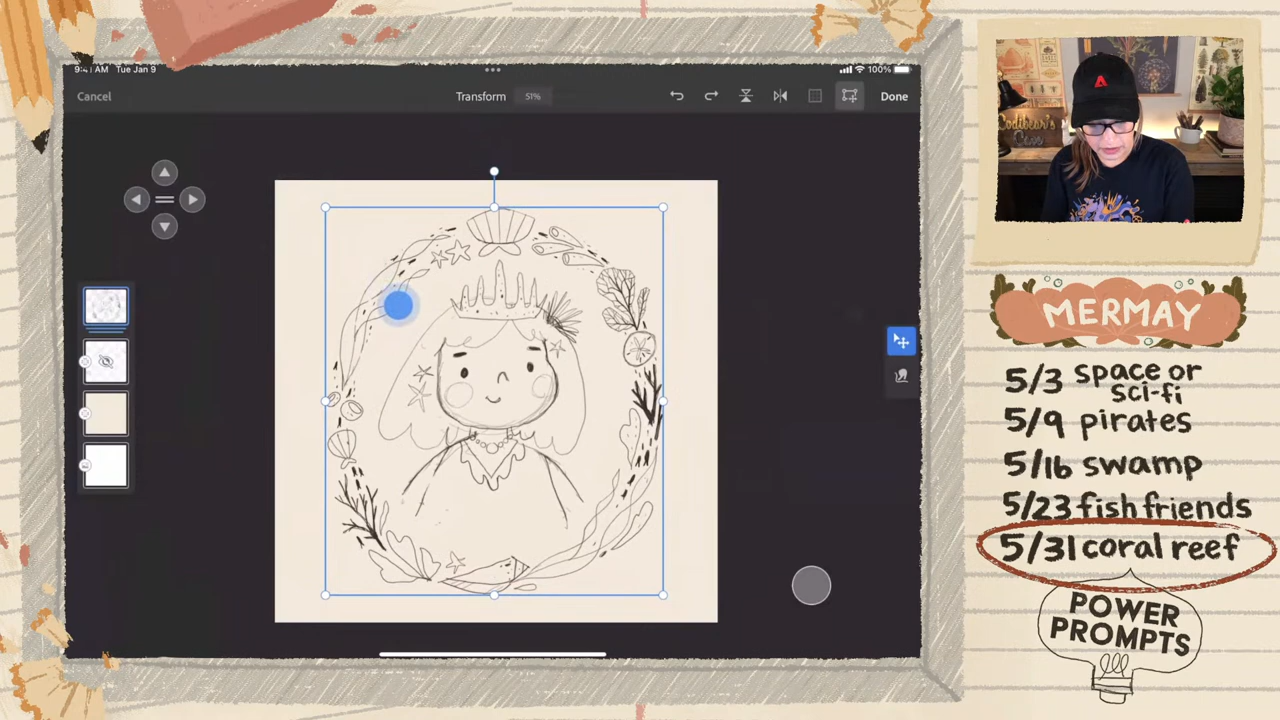 9:41 AM Tue Jan 9
100%
Cancel
Transform
51%
Done
MERMAY
5/3 space or
sci-fi
5/9 pirates
5/16 swamp
5/23 fish friends
5/31 coral reef
POWER
PROMPTS